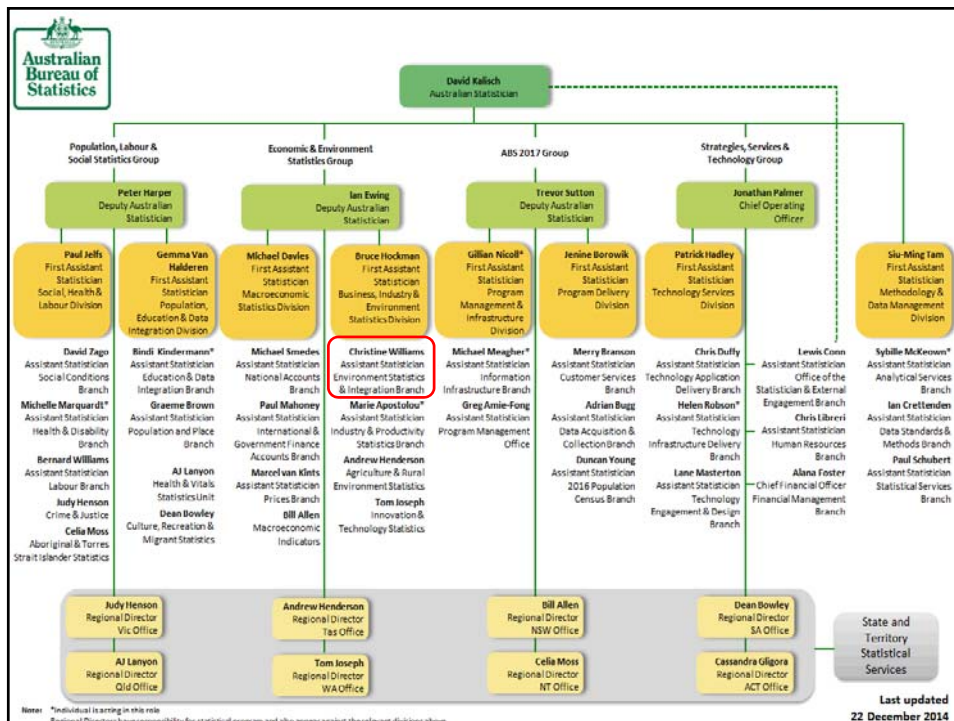 Australian
Bureau of
Statistics
David Kalisch
Australian Statistician
Population, Labour &
Social Statistics Group
Economic & Environment
Statistics Group
ABS 2017 Group
Strategies, Services &
Technology Group
Peter Harper
Deputy Australian
Statistician
Ian Ewing
Deputy Australian
Statistician
Trevor Sutton
Deputy Australian
Statistician
Jonathan Palmer
Chief Operating
Officer
Paul Jelfs
First Assistant
Statistician
Social, Health &
Labour Division
Gemma Van
Halderen
First Assistant
Statistician
Population,
Education & Data
Integration Division
Michael Davies
First Assistant
Statistician
Macroeconomic
Statistics Division
Bruce Hockman
First Assistant
Statistician
Business, Industry &
Environment
Statistics Division
Gillian Nicoll*
First Assistant
Statistician
Program
Management &
Infrastructure
Division
Jenine Borowik
First Assistant
Statistician
Program Delivery
Division
Patrick Hadley
First Assistant
Statistician
Technology Services
Division
Siu-Ming Tam
First Assistant
Statistician
Methodology &
Data Management
Division
David Zago
Assistant Statistician
Social Conditions
Branch
Michelle Marquardt*
Assistant Statistician
Health & Disability
Branch
Bernard Williams
Assistant Statistician
Labour Branch
Judy Henson
Crime & Justice
Celia Moss
Aboriginal & Torres
Strait Islander Statistics
Bindi Kindermann*
Assistant Statistician
Education & Data
Integration Branch
Graeme Brown
Assistant Statistician
Population and Place
Branch
AJ Lanyon
Health & Vitals
Statistics Unit
Dean Bowley
Culture, Recreation &
Migrant Statistics
Michael Smedes
Assistant Statistician
National Accounts
Branch
Paul Mahoney
Assistant Statistician
International &
Government Finance
Accounts Branch
Marcel van Kints
Assistant Statistician
Prices Branch
Bill Allen
Macroeconomic
Indicators
Christine Williams
Assistant Statistician
Environment Statistics
& Integration Branch
Marie Apostolou*
Assistant Statistician
Industry & Productivity
Statistics Branch
Andrew Henderson
Agriculture & Rural
Environment Statistics
Tom Joseph
Innovation &
Technology Statistics
Michael Meagher*
Assistant Statistician
Information
Infrastructure Branch
Greg Amie-Fong
Program Management
Office
Merry Branson
Assistant Statistician
Customer Services
Branch
Adrian Bugg
Assistant Statistician
Data Acquisition &
Collection Branch
Duncan Young
Assistant Statistician
2016 Population
Census Branch
Chris Duffy
Assistant Statistician
Technology Application
Delivery Branch
Helen Robson*
Assistant Statistician
Technology
Infrastructure Delivery
Branch
Lane Masterton
Assistant Statistician
Technology
Engagement & Design
Branch
Lewis Conn
Assistant Statistician
Office of the
Statistician & External
Engagement Branch
Chris Libreri
Assistant Statistician
Human Resources
Branch
Alana Foster
Chief Financial Officer
Financial Management
Branch
Sybille McKeown*
Assistant Statistician
Analytical Services
Branch
Ian Crettenden
Assistant Statistician
Data Standards &
Methods Branch
Paul Schubert
Assistant Statistician
Statistical Services
Branch
Judy Henson
Regional Director
Vic Office
Andrew Henderson
Regional Director
Tas Office
Bill Allen
Regional Director
NSW Office
Dean Bowley
Regional Director
SA Office
AJ Lanyon
Regional Director
Qld Office
Tom Joseph
Regional Director
WA Office
Celia Moss
Regional Director
NT Office
Cassandra Gligora
Regional Director
ACT Office
State and
Territory
Statistical
Services
Note: *Individual is acting in this role
Regional Directors have responsibility for statistical program and also appear against the relevant divisions above
Last updated
22 December 2014